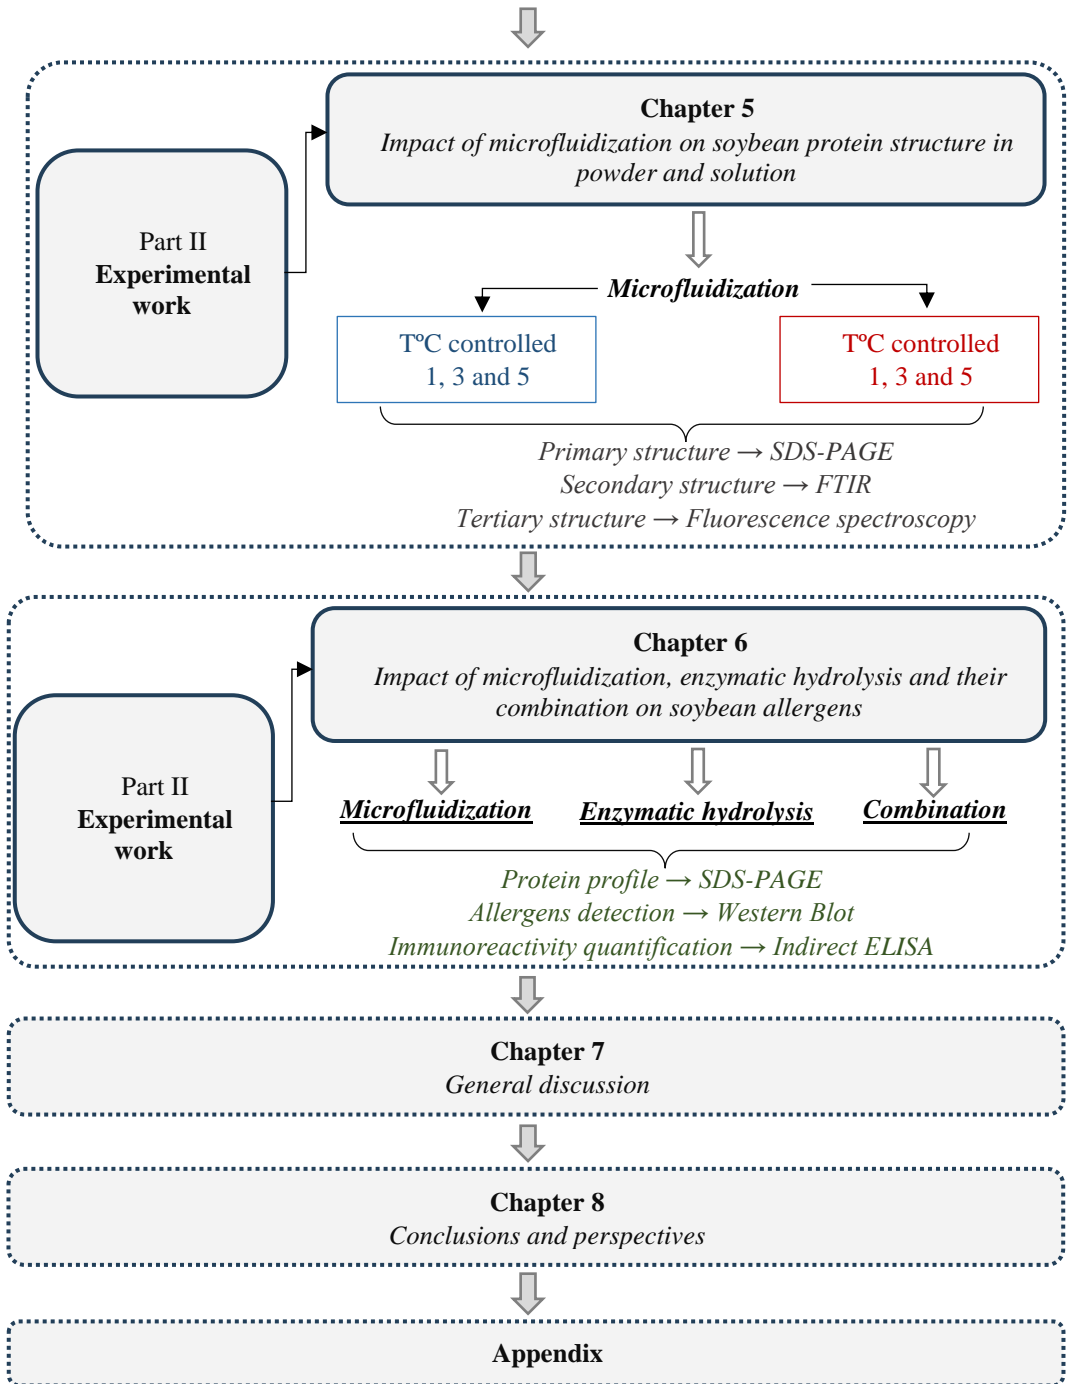 Chapter 5
Impact of microfluidization on soybean protein structure in
powder and solution
Part II
Experimental
work
Microfluidization
TºC controlled
1, 3 and 5
TºC controlled
1, 3 and 5
Primary structure → SDS-PAGE
Secondary structure → FTIR
Tertiary structure → Fluorescence spectroscopy
Chapter 6
Impact of microfluidization, enzymatic hydrolysis and their
combination on soybean allergens
Part II
Experimental
work
Microfluidization
Enzymatic hydrolysis
Combination
Protein profile → SDS-PAGE
Allergens detection → Western Blot
Immunoreactivity quantification → Indirect ELISA
Chapter 7
General discussion
Chapter 8
Conclusions and perspectives
Appendix